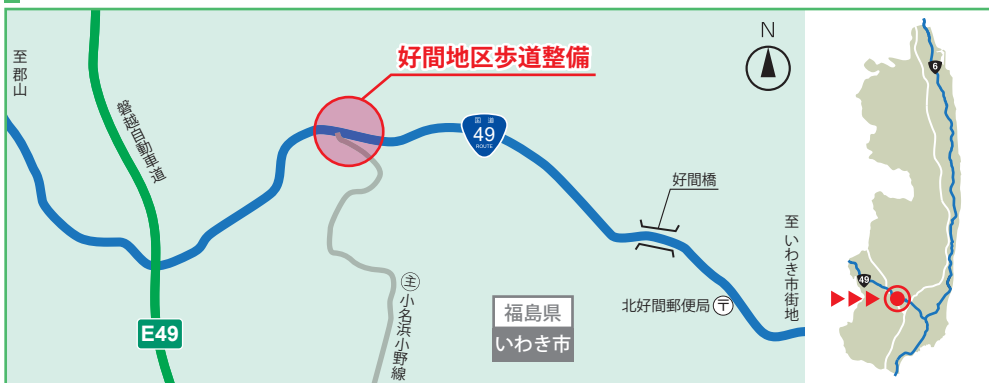 好間地区歩道整備
N
至郡山
磐越自動車道
国道
49
ROUTE
6
好間橋
至いわき市街地
主小名浜小野線
北好間郵便局〒
福島県
いわき市
E49
49